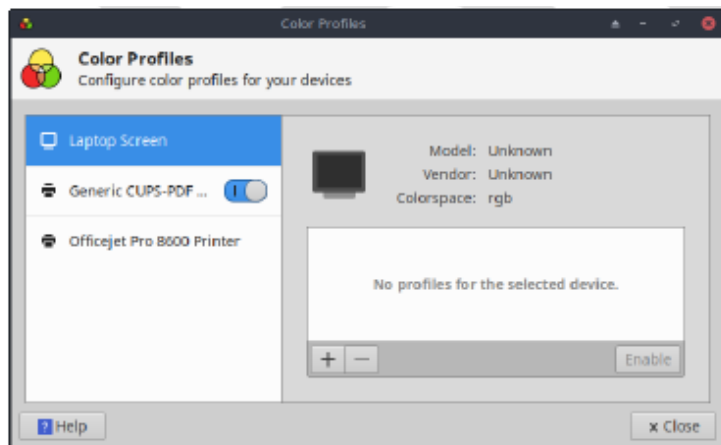 Color Profiles
Color Profiles
Configure color profiles for your devices
Laptop Screen
Generic CUPS-PDF ...
Officejet Pro 8600 Printer
Model: Unknown
Vendor: Unknown
Colorspace: rgb
No profiles for the selected device.
Enable
? Help
x Close